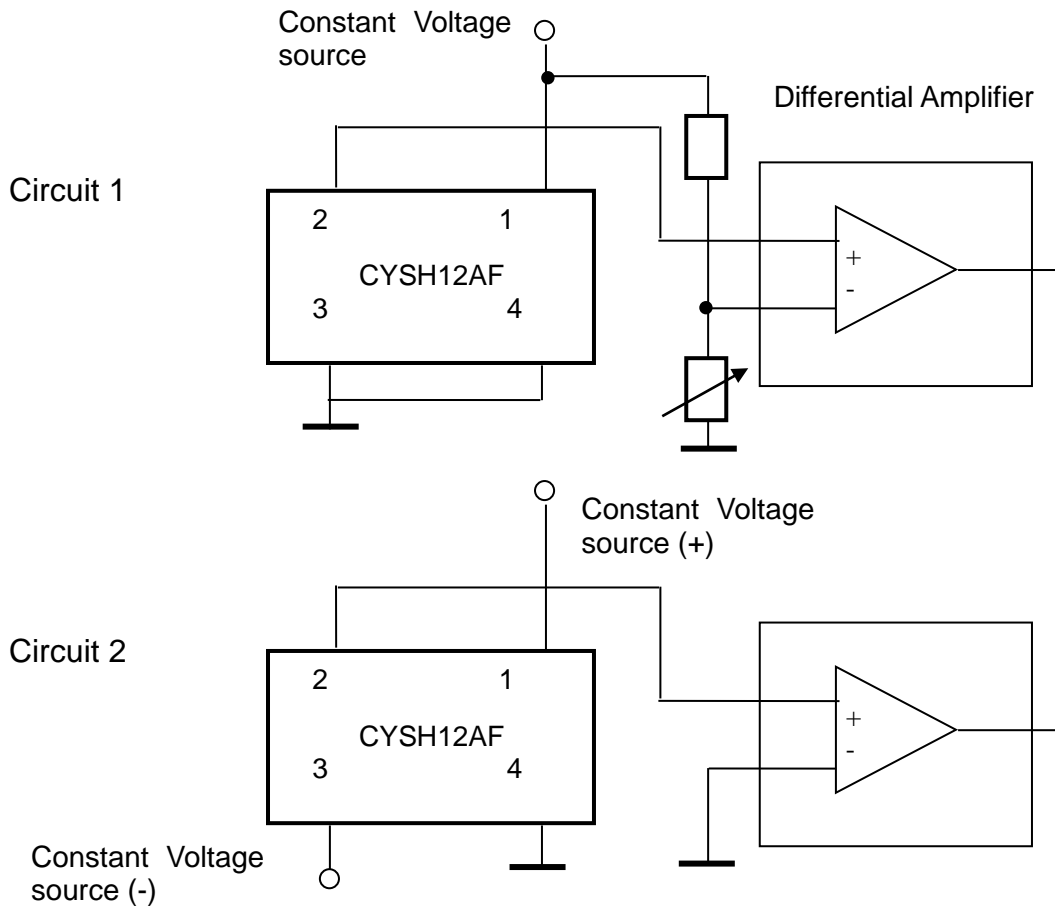 Constant Voltage
source
Differential Amplifier
Circuit 1
2 1
CYSH12AF
3 4
+
-
Constant Voltage
source (+)
Circuit 2
2 1
CYSH12AF
3 4
+
-
Constant Voltage
source (-)